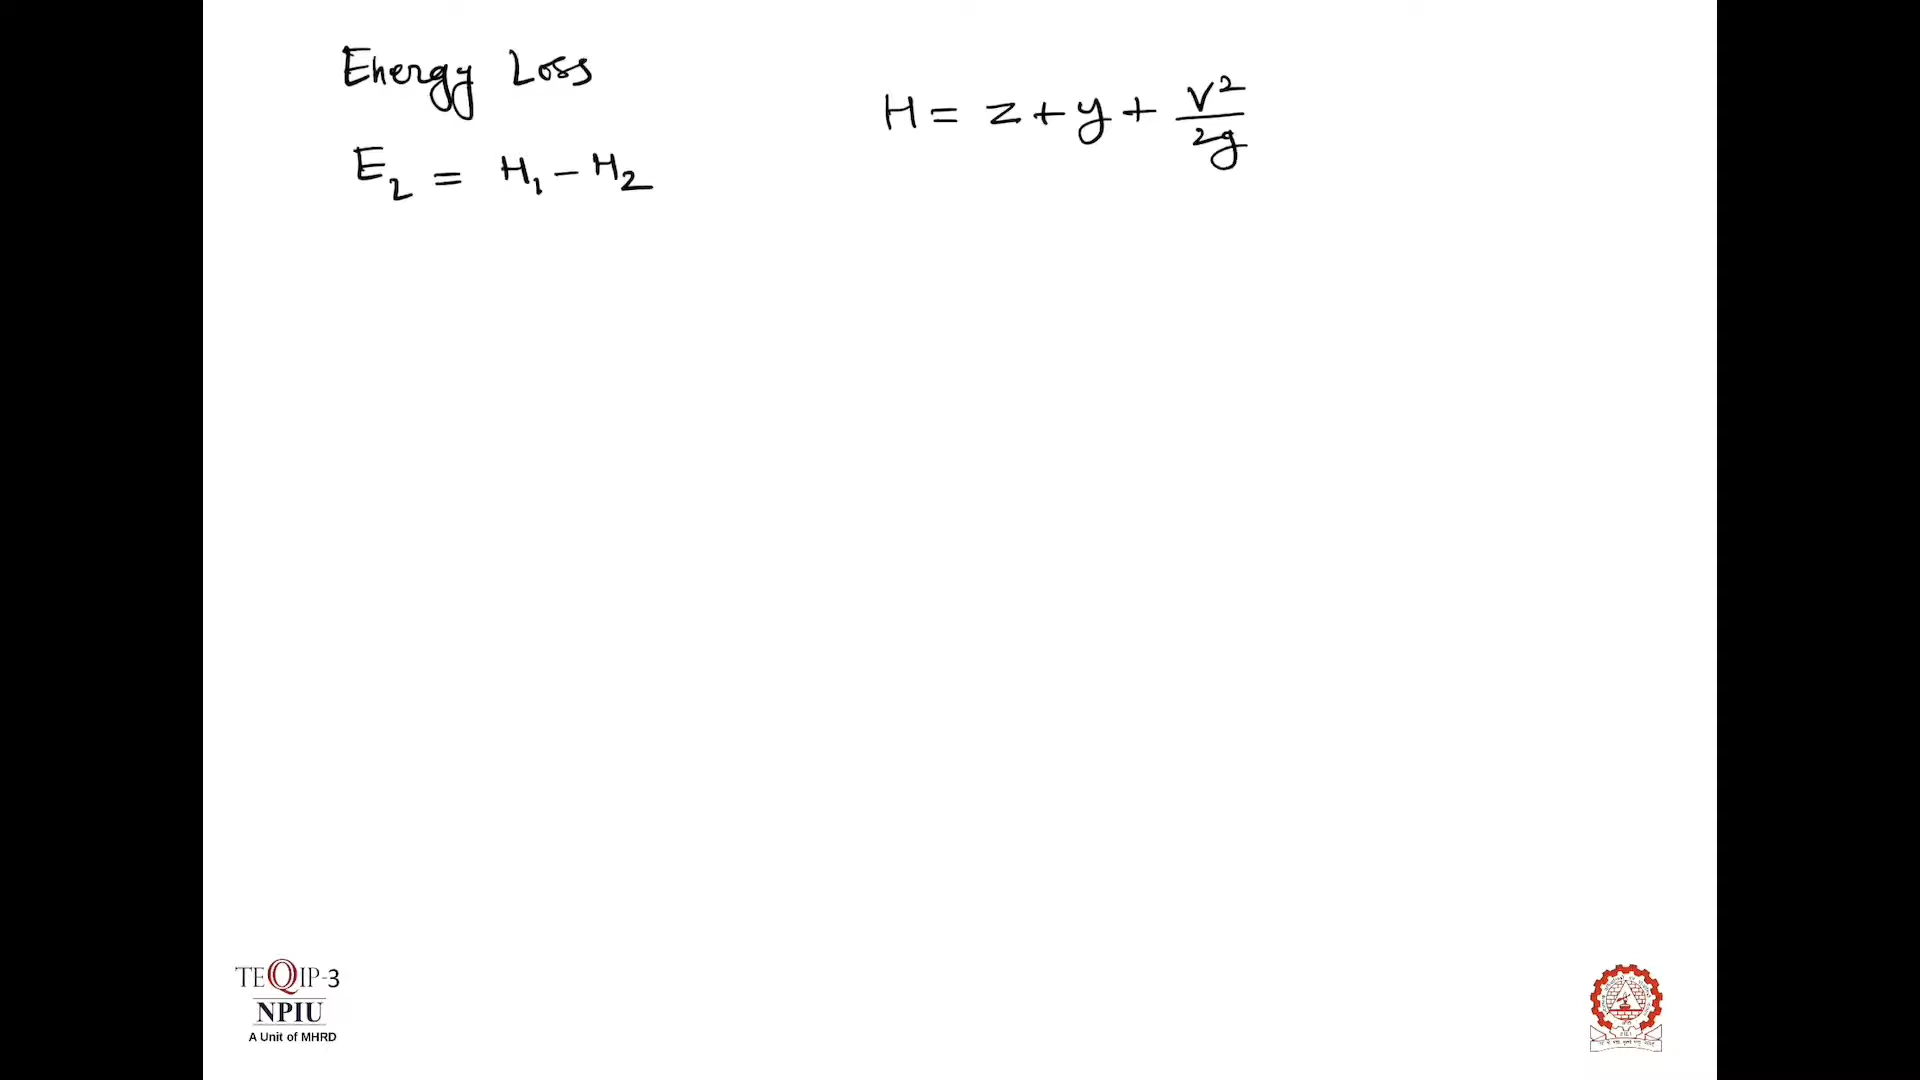 Energy Loss
H = z + y + V²/2g
E₂ = H₁ - H₂
TEQIP-3
NPIU
A Unit of MHRD